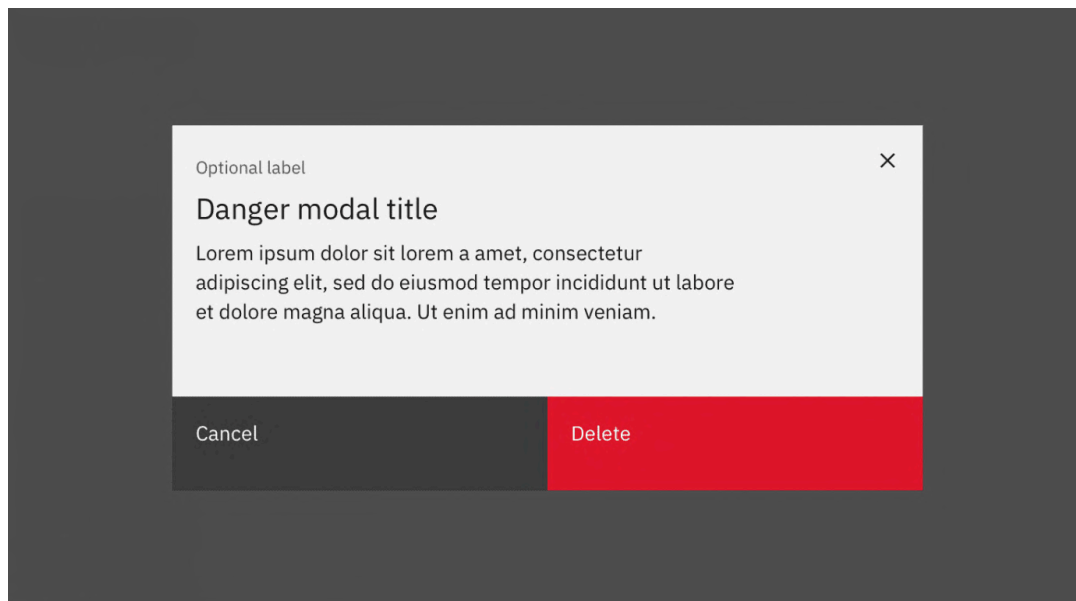 Optional label
Danger modal title
Lorem ipsum dolor sit lorem a amet, consectetur
adipiscing elit, sed do eiusmod tempor incididunt ut labore
et dolore magna aliqua. Ut enim ad minim veniam.
Cancel
Delete